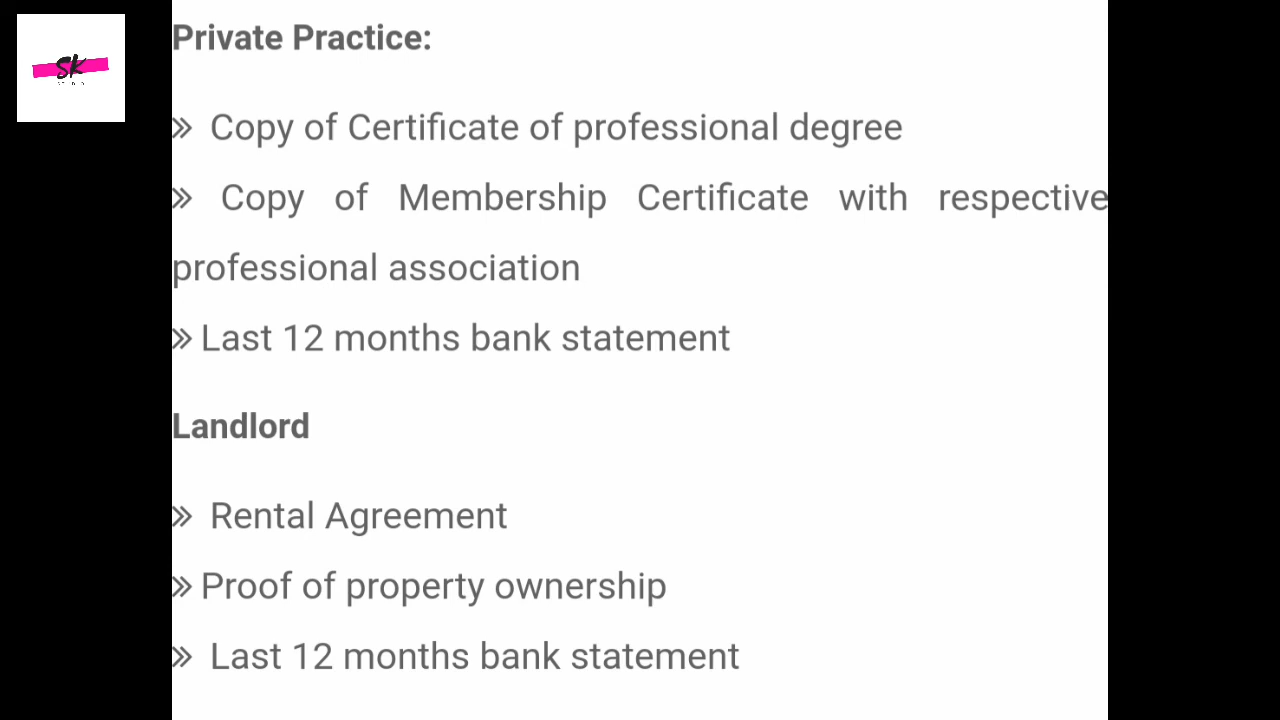 SK
Private Practice:
» Copy of Certificate of professional degree
» Copy of Membership Certificate with respective
professional association
» Last 12 months bank statement
Landlord
» Rental Agreement
» Proof of property ownership
» Last 12 months bank statement